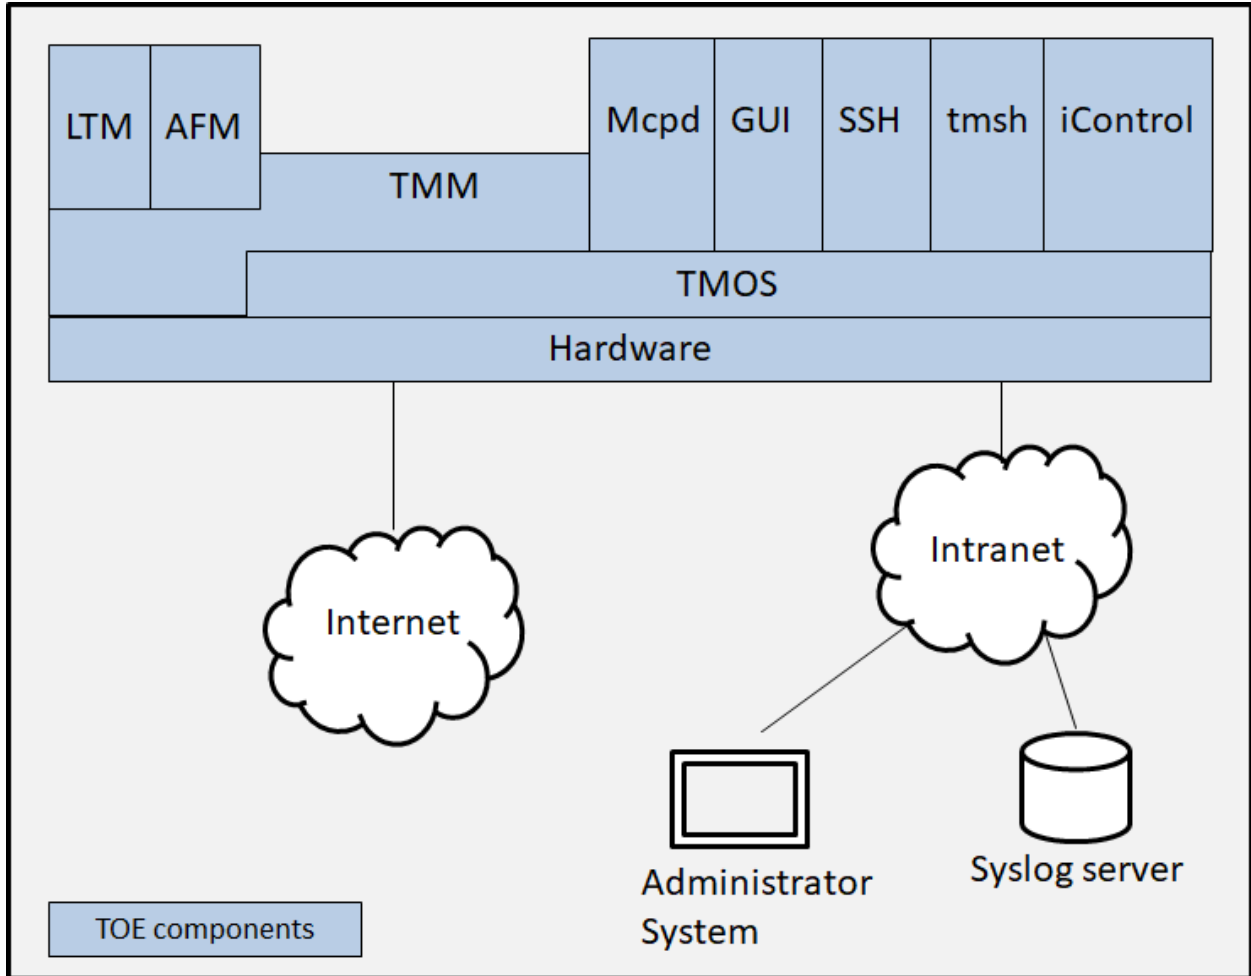 LTM
AFM
TMM
Mcpd
GUI
SSH
tmsh
iControl
TMOS
Hardware
Internet
Intranet
Administrator
System
Syslog server
TOE components